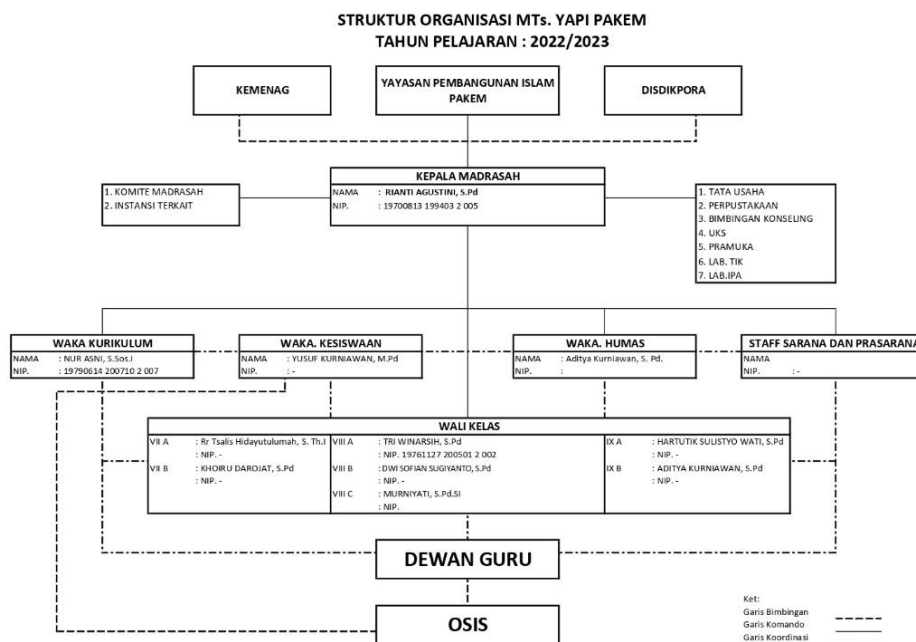 STRUKTUR ORGANISASI MTs. YAPI PAKEM
TAHUN PELAJARAN : 2022/2023
KEMENAG
YAYASAN PEMBANGUNAN ISLAM
PAKEM
DISDIKPORA
KEPALA MADRASAH
NAMA : RIANTI AGUSTINI, S.Pd
NIP. : 19700813 199403 2 005
1. KOMITE MADRASAH
2. INSTANSI TERKAIT
1. TATA USAHA
2. PERPUSTAKAAN
3. BIMBINGAN KONSELING
4. UKS
5. PRAMUKA
6. LAB. TIK
7. LAB.IPA
WAKA KURIKULUM
NAMA : NUR ASNI, S.Sos.I
NIP. : 19790614 200710 2 007
WAKA. KESISWAAN
NAMA : YUSUF KURNIAWAN, M.Pd
NIP. : -
WAKA. HUMAS
NAMA : Aditya Kurniawan, S. Pd.
NIP. :
STAFF SARANA DAN PRASARANA
NAMA
NIP. : -
WALI KELAS
VII A : Rr Tsalis Hidayutulumah, S. Th.I
: NIP. -
VII B : KHOIRU DAROJAT, S.Pd
: NIP. -
VIII A : TRI WINARSIH, S.Pd
: NIP. 19761127 200501 2 002
VIII B : DWI SOFIAN SUGIYANTO, S.Pd
: NIP. -
VIII C : MURNIYATI, S.Pd.SI
: NIP.
IX A : HARTUTIK SULISTYO WATI, S.Pd
: NIP. -
IX B : ADITYA KURNIAWAN, S.Pd
: NIP. -
DEWAN GURU
OSIS
Ket:
Garis Bimbingan
Garis Komando
Garis Koordinasi